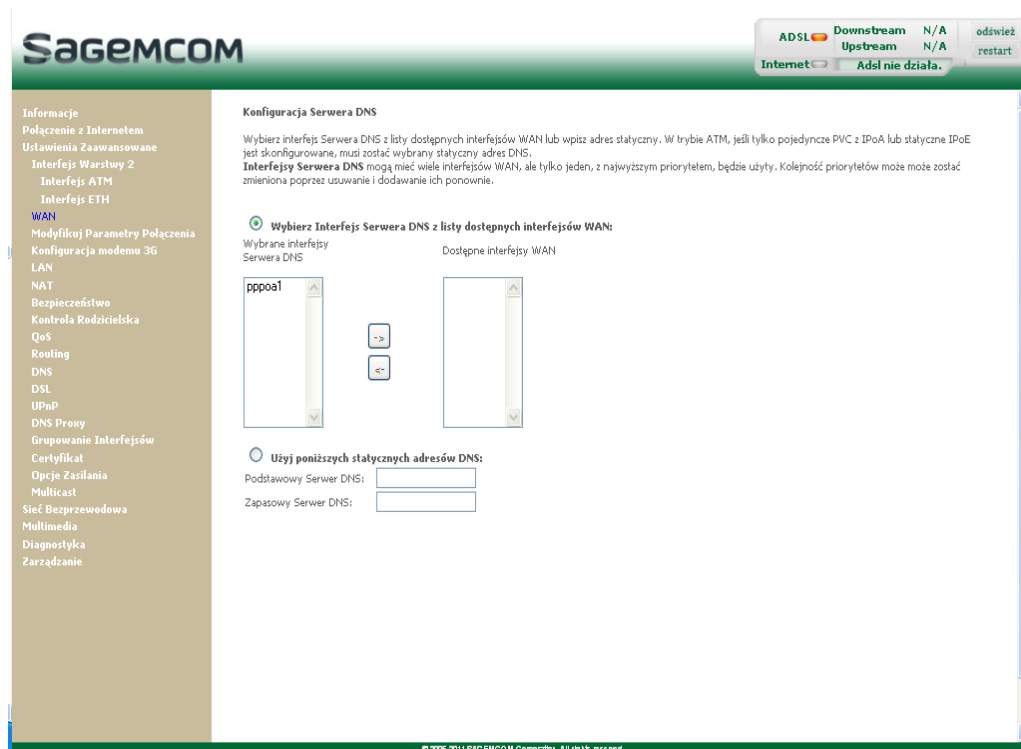 Sagemcom
ADSL Downstream N/A
Upstream N/A
Internet Adsl nie działa.
odśwież
restart
Informacje
Połączenie z Internetem
Ustawienia Zaawansowane
Interfejs Warstwy 2
Interfejs ATM
Interfejs ETH
WAN
Modyfikuj Parametry Połączenia
Konfiguracja modemu 3G
LAN
NAT
Bezpieczeństwo
Kontrola Rodzicielska
QoS
Routing
DNS
DSL
UPnP
DNS Proxy
Grupowanie Interfejsów
Certyfikat
Opcje Zasilania
Multicast
Sieć Bezprzewodowa
Multimedia
Diagnostyka
Zarządzanie
Konfiguracja Serwera DNS
Wybierz interfejs Serwera DNS z listy dostępnych interfejsów WAN lub wpisz adres statyczny. W trybie ATM, jeśli tylko pojedyncze PVC z IPoA lub statyczne IPoE
jest skonfigurowane, musi zostać wybrany statyczny adres DNS.
Interfejsy Serwera DNS mogą mieć wiele interfejsów WAN, ale tylko jeden, z najwyższym priorytetem, będzie użyty. Kolejność priorytetów może może zostać
zmieniona poprzez usuwanie i dodawanie ich ponownie.
Wybierz Interfejs Serwera DNS z listy dostępnych interfejsów WAN:
Wybrane interfejsy
Serwera DNS
Dostępne interfejsy WAN
pppoa1
->
<-
Użyj poniższych statycznych adresów DNS:
Podstawowy Serwer DNS:
Zapasowy Serwer DNS: